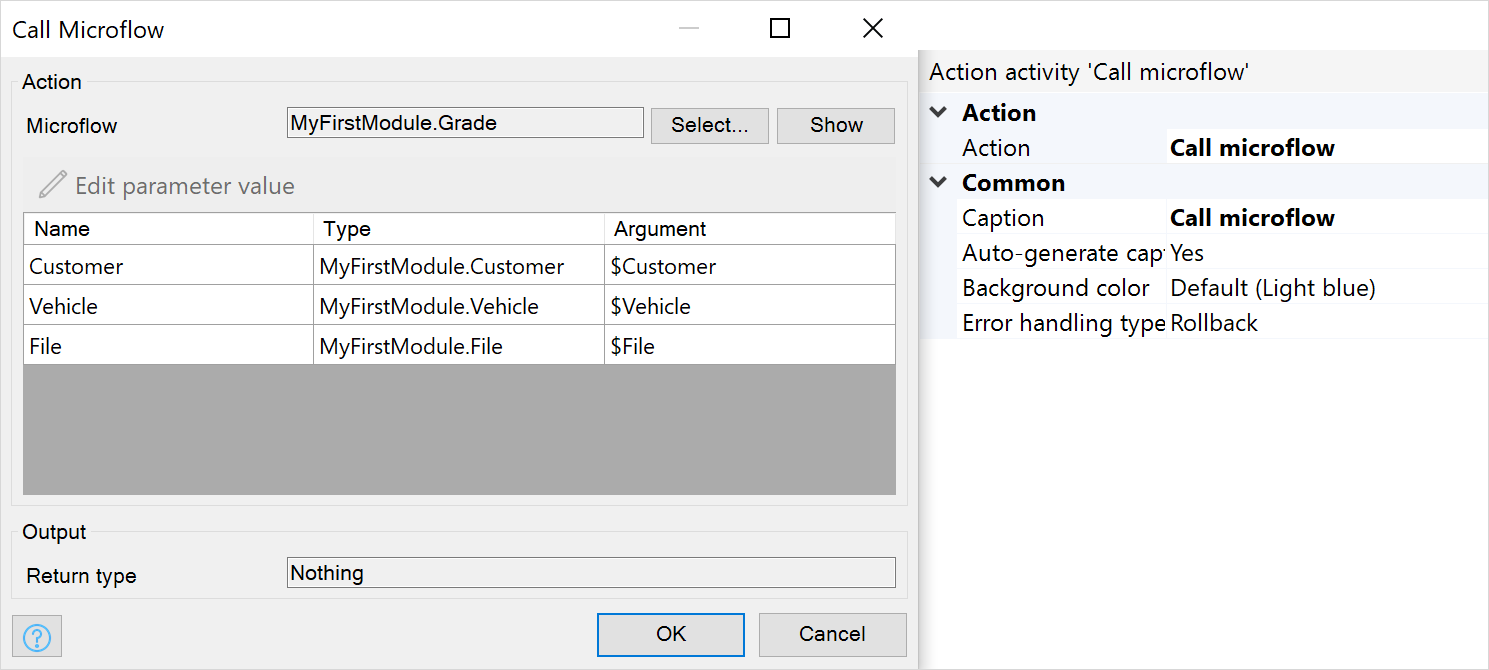 Call Microflow
Action
Microflow MyFirstModule.Grade Select... Show
Edit parameter value
Name Type Argument
Customer MyFirstModule.Customer $Customer
Vehicle MyFirstModule.Vehicle $Vehicle
File MyFirstModule.File $File
Output
Return type Nothing
? OK Cancel
Action activity 'Call microflow'
Action
Action Call microflow
Common
Caption Call microflow
Auto-generate cap Yes
Background color Default (Light blue)
Error handling type Rollback